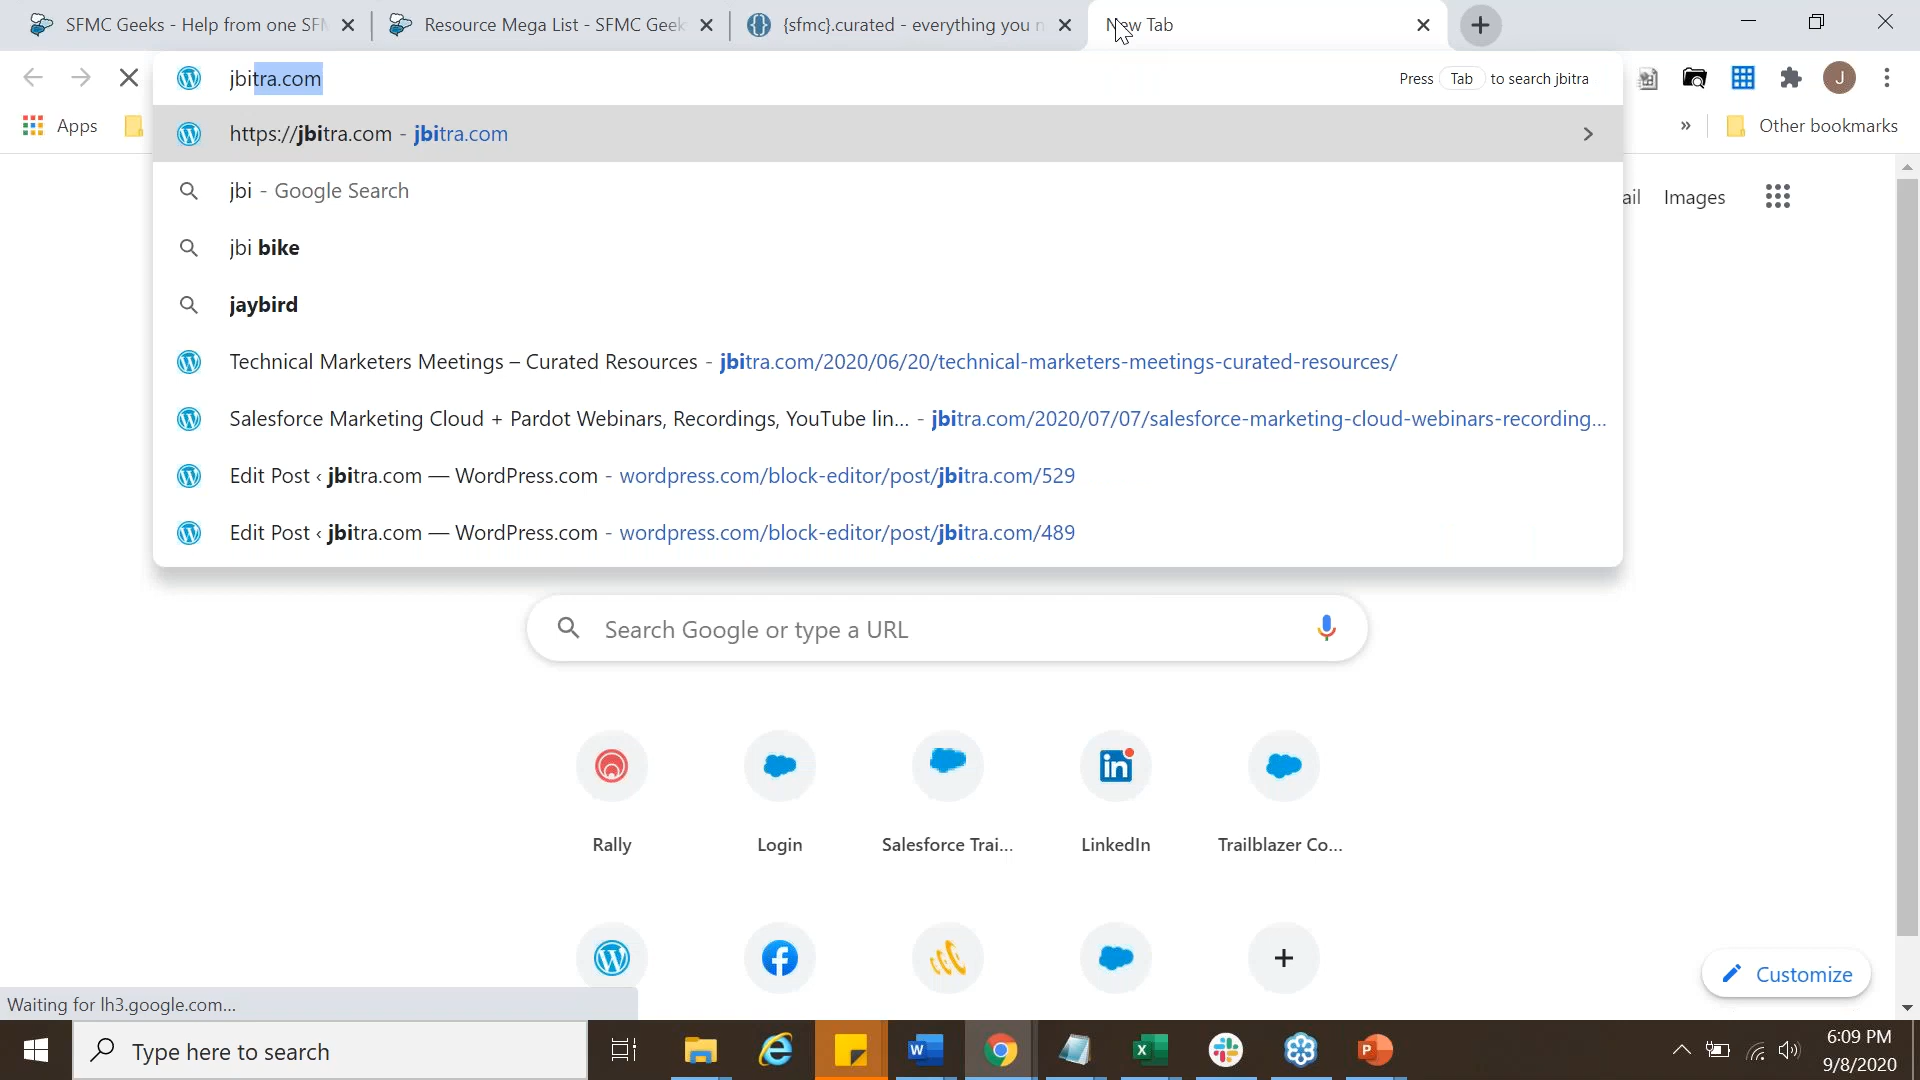 SFMC Geeks - Help from one SFM
Resource Mega List - SFMC Geek
{sfmc}.curated - everything you n
New Tab
jbitra.com
Press Tab to search jbitra
Apps
https://jbitra.com - jbitra.com
»
Other bookmarks
jbi - Google Search
ail
Images
jbi bike
jaybird
Technical Marketers Meetings – Curated Resources - jbitra.com/2020/06/20/technical-marketers-meetings-curated-resources/
Salesforce Marketing Cloud + Pardot Webinars, Recordings, YouTube lin... - jbitra.com/2020/07/07/salesforce-marketing-cloud-webinars-recording...
Edit Post ‹ jbitra.com — WordPress.com - wordpress.com/block-editor/post/jbitra.com/529
Edit Post ‹ jbitra.com — WordPress.com - wordpress.com/block-editor/post/jbitra.com/489
Search Google or type a URL
Rally
Login
Salesforce Trai...
LinkedIn
Trailblazer Co...
Customize
Waiting for lh3.google.com...
Type here to search
6:09 PM
9/8/2020